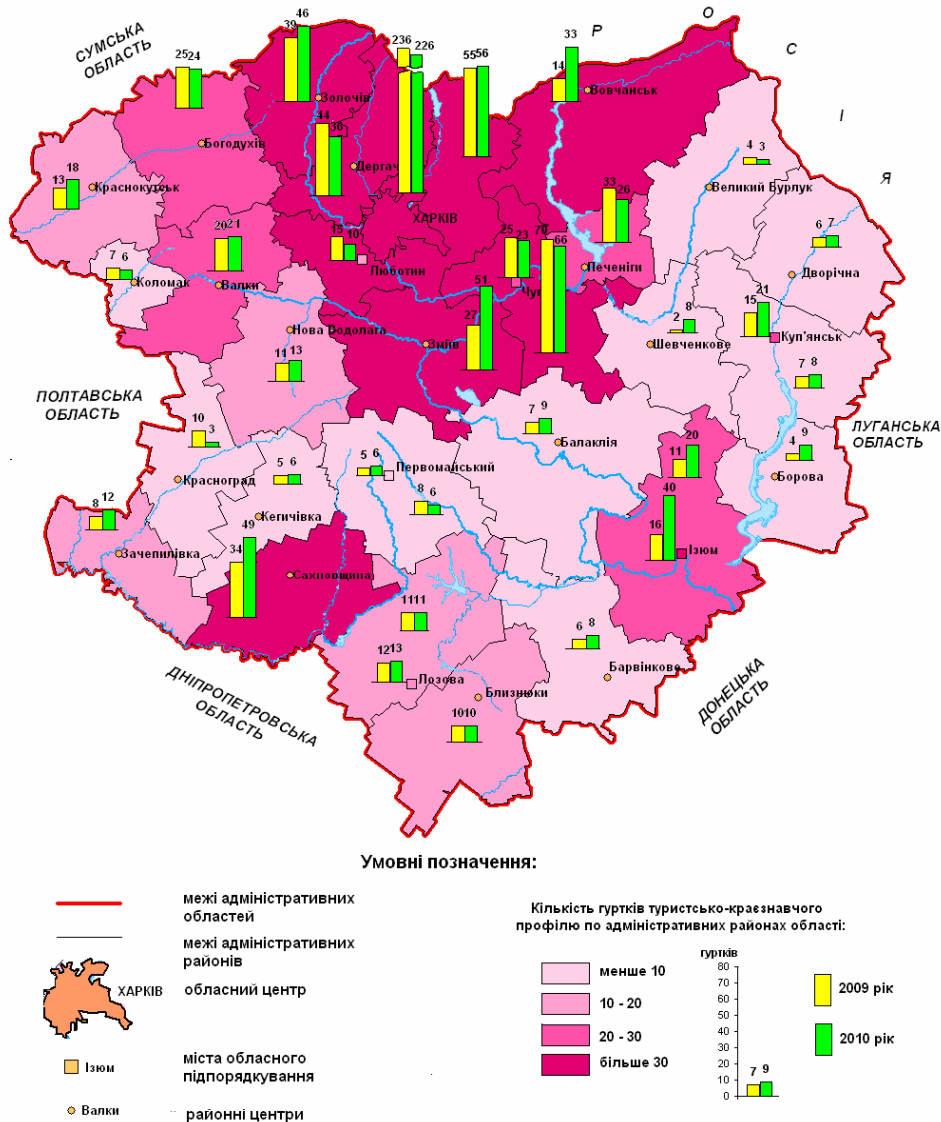 Р
О
С
І
Я
СУМСЬКА
ОБЛАСТЬ
ПОЛТАВСЬКА
ОБЛАСТЬ
ДНІПРОПЕТРОВСЬКА
ОБЛАСТЬ
ДОНЕЦЬКА
ОБЛАСТЬ
ЛУГАНСЬКА
ОБЛАСТЬ
39 46
Золочів
236 226
ХАРКІВ
55 56
14 33
Вовчанськ
25 24
Богодухів
44
Дергач
13 18
Краснокутськ
4 3
Великий Бурлук
33 26
Печеніги
6 7
Дворічна
20 21
Валки
10
Люботин
25 23
Чуг
66
7 6
Коломак
27 51
Зміїв
2 8
Шевченкове
15 21
Куп'янськ
7 8
11 13
Нова Водолага
10 3
Красноград
7 9
Балаклія
4 9
Борова
11 20
5 6
Кегичівка
5 6
Первомайський
8 6
8 12
Зачепилівка
16 40
Ізюм
34 49
Сахновщина
11 11
12 13
Лозова
10 10
Близнюки
6 8
Барвінкове
Умовні позначення:
межі адміністративних
областей
межі адміністративних
районів
ХАРКІВ
обласний центр
Ізюм
міста обласного
підпорядкування
Валки
районні центри
Кількість гуртків туристсько-краєзнавчого
профілю по адміністративних районах області:
менше 10
10 - 20
20 - 30
більше 30
гуртків
80
70
60
50
40
30
20
10
0
7 9
2009 рік
2010 рік